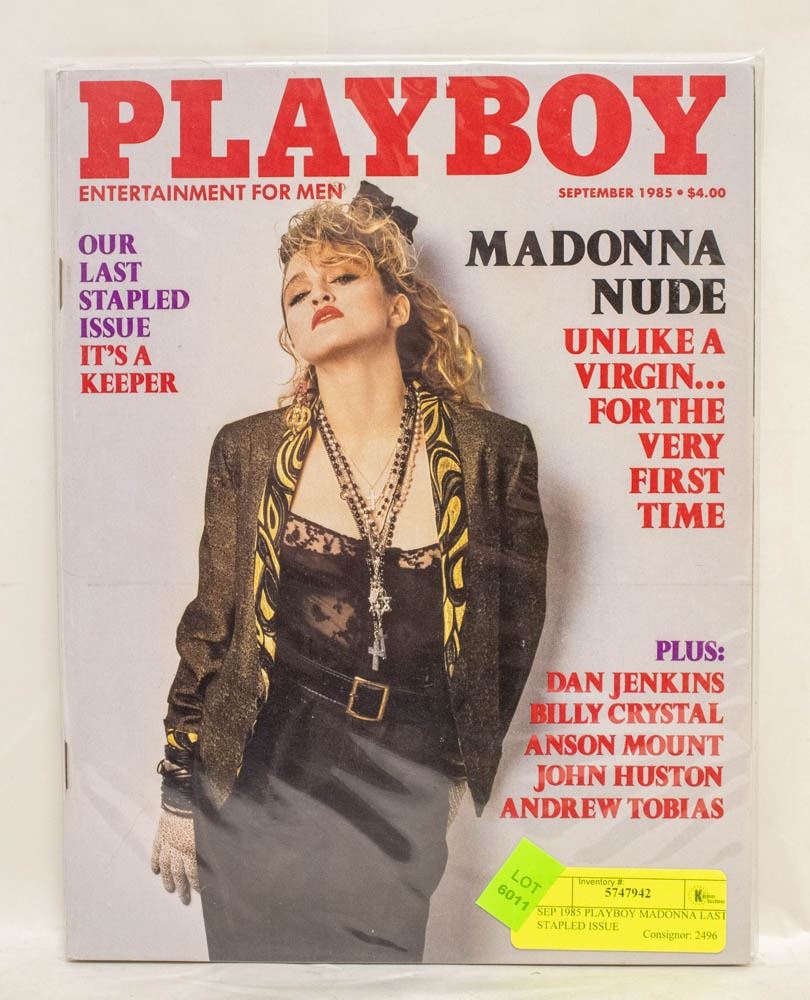 PLAYBOY
ENTERTAINMENT FOR MEN
SEPTEMBER 1985 • $4.00
OUR
LAST
STAPLED
ISSUE
IT'S A
KEEPER
MADONNA
NUDE
UNLIKE A
VIRGIN...
FOR THE
VERY
FIRST
TIME
PLUS:
DAN JENKINS
BILLY CRYSTAL
ANSON MOUNT
JOHN HUSTON
ANDREW TOBIAS
LOT
6011
Inventory #:
5747942
SEP 1985 PLAYBOY MADONNA LAST
STAPLED ISSUE
Consignor: 2496